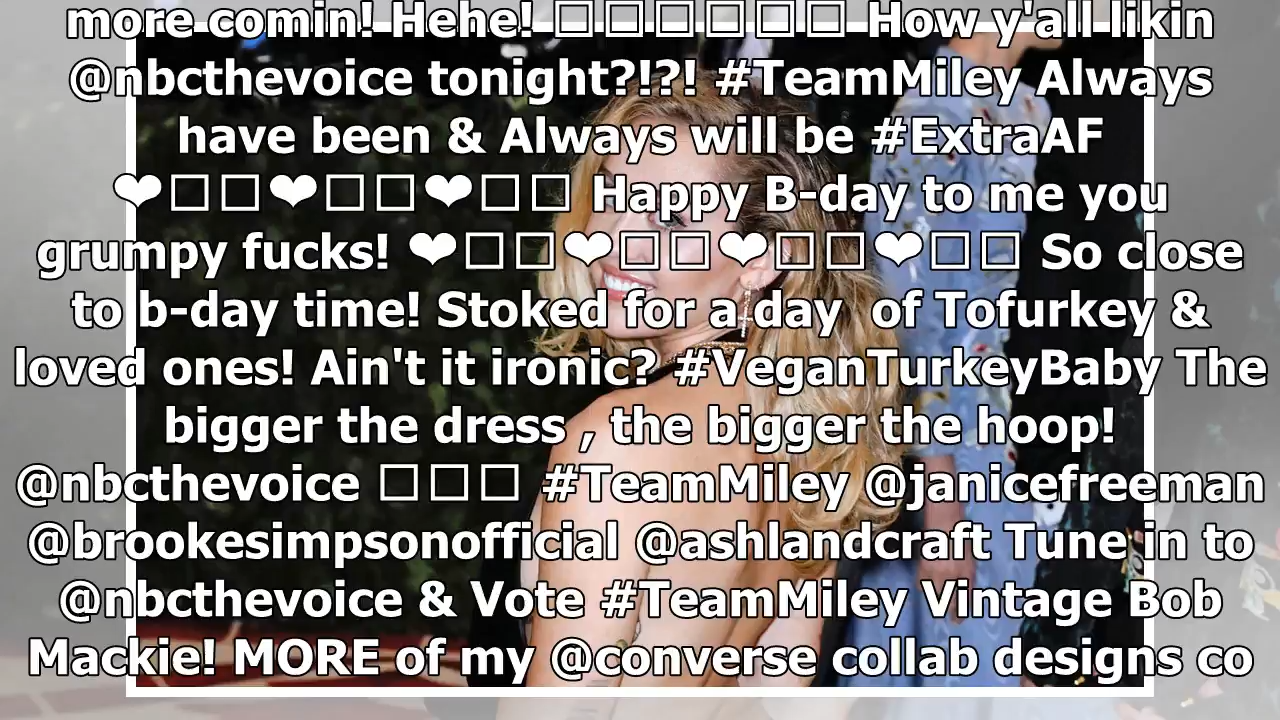 more comin! Hehe! □□□□□□ How y'all likin
@nbcthevoice tonight?!?! #TeamMiley Always
have been & Always will be #ExtraAF
❤□□❤□□❤□□ Happy B-day to me you
grumpy fucks! ❤□□❤□□❤□□❤□□ So close
to b-day time! Stoked for a day  of Tofurkey &
loved ones! Ain't it ironic? #VeganTurkeyBaby The
bigger the dress , the bigger the hoop!
@nbcthevoice □□□ #TeamMiley @janicefreeman
@brookesimpsonofficial @ashlandcraft Tune in to
@nbcthevoice & Vote #TeamMiley Vintage Bob
Mackie! MORE of my @converse collab designs co